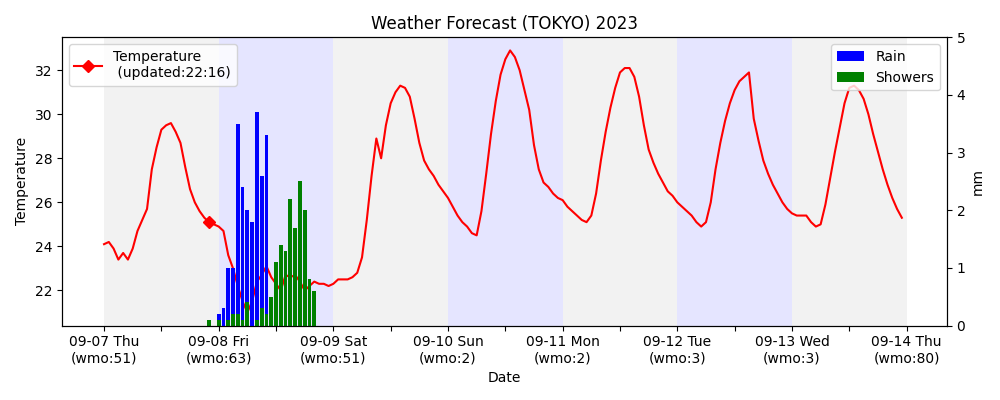 Weather Forecast (TOKYO) 2023
Temperature
(updated:22:16)
Rain
Showers
Temperature
32
30
28
26
24
22
5
4
3
2
1
0
mm
09-07 Thu
(wmo:51)
09-08 Fri
(wmo:63)
09-09 Sat
(wmo:51)
09-10 Sun
(wmo:2)
09-11 Mon
(wmo:2)
09-12 Tue
(wmo:3)
09-13 Wed
(wmo:3)
09-14 Thu
(wmo:80)
Date